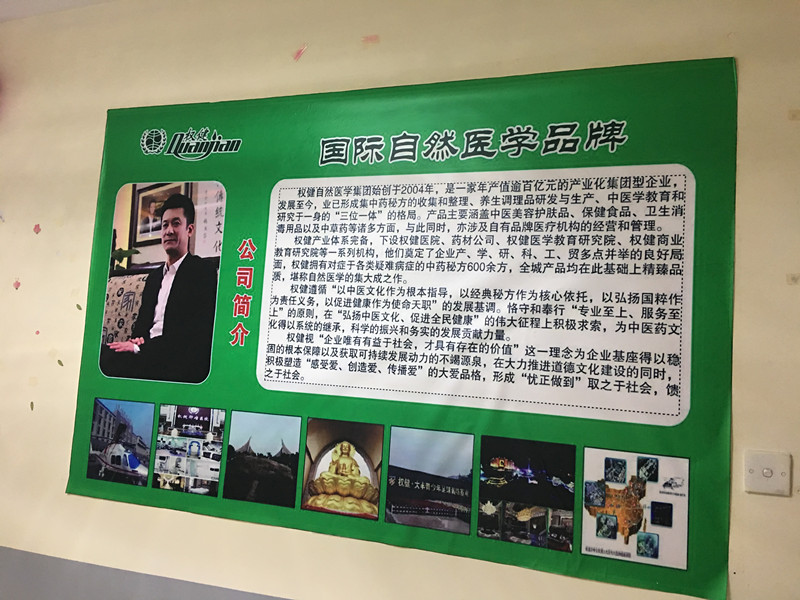 权健
Quanjian
国际自然医学品牌
传统文化
公司简介
权健自然医学集团始创于2004年，是一家年产值逾百亿元的产业化集团型企业，
发展至今，业已形成集中药秘方的收集和整理、养生调理品研发与生产、中医学教育和
研究于一身的“三位一体”的格局。产品主要涵盖中医美容护肤品、保健食品、卫生消
毒用品以及中草药等诸多方面，与此同时，亦涉及自有品牌医疗机构的经营和管理。
权健产业体系完备，下设权健医院、药材公司、权健医学教育研究院、权健商业
教育研究院等一系列机构，他们奠定了企业产、学、研、科、工、贸多点并举的良好局
面，权健拥有对症于各类疑难病症的中药秘方600余方，全城产品均在此基础上精臻品
质，堪称自然医学的集大成之作。
权健遵循“以中医文化作为根本指导，以经典秘方作为核心依托，以弘扬国粹作
为责任义务，以促进健康作为使命天职”的发展基调。恪守和奉行“专业至上、服务至
上”的原则，在“弘扬中医文化、促进全民健康”的伟大征程上积极求索，为中医药文
化得以系统的继承，科学的振兴和务实的发展贡献力量。
权健视“企业唯有有益于社会，才具有存在的价值”这一理念为企业基座得以稳
固的根本保障以及获取可持续发展动力的不竭源泉，在大力推进道德文化建设的同时，
积极塑造“感受爱、创造爱、传播爱”的大爱品格，形成“忧正做到”取之于社会，馈
之于社会。